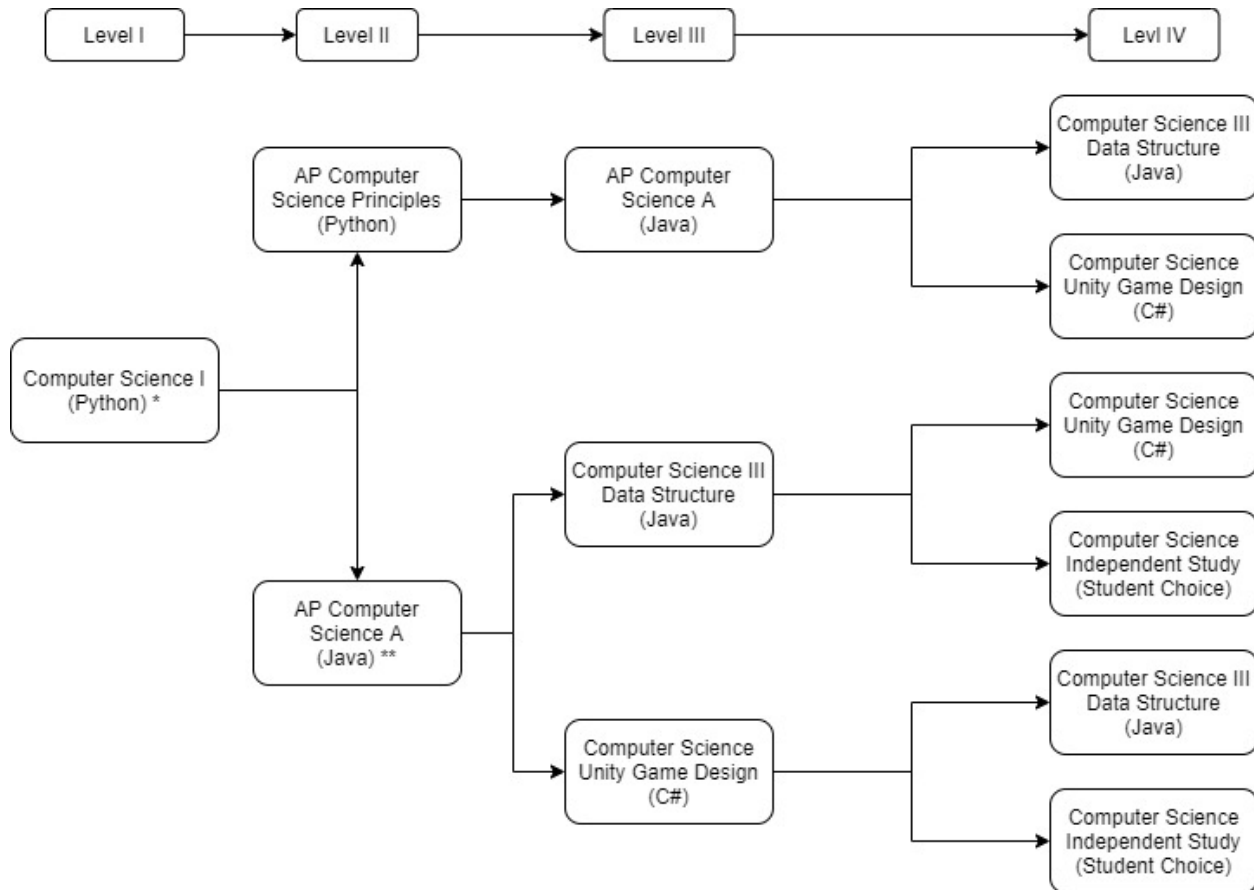 Level I
Level II
Level III
Levl IV
AP Computer
Science Principles
(Python)
AP Computer
Science A
(Java)
Computer Science III
Data Structure
(Java)
Computer Science
Unity Game Design
(C#)
Computer Science I
(Python) *
AP Computer
Science A
(Java) **
Computer Science III
Data Structure
(Java)
Computer Science
Unity Game Design
(C#)
Computer Science
Independent Study
(Student Choice)
Computer Science
Unity Game Design
(C#)
Computer Science III
Data Structure
(Java)
Computer Science
Independent Study
(Student Choice)